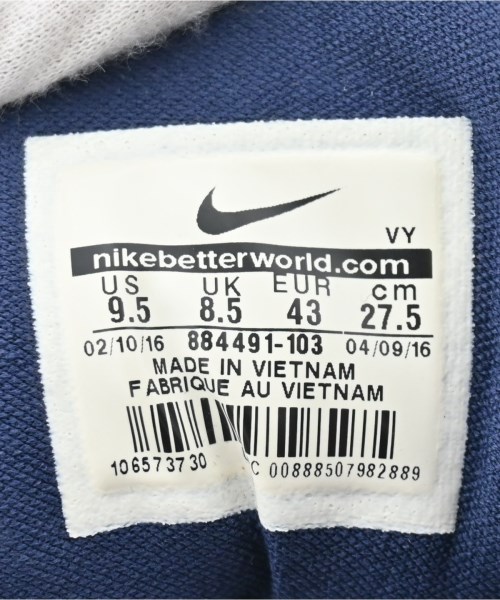 VY
nikebetterworld.com
US UK EUR cm
9.5 8.5 43 27.5
02/10/16 884491-103 04/09/16
MADE IN VIETNAM
FABRIQUE AU VIETNAM
106573730 C 00888507982889